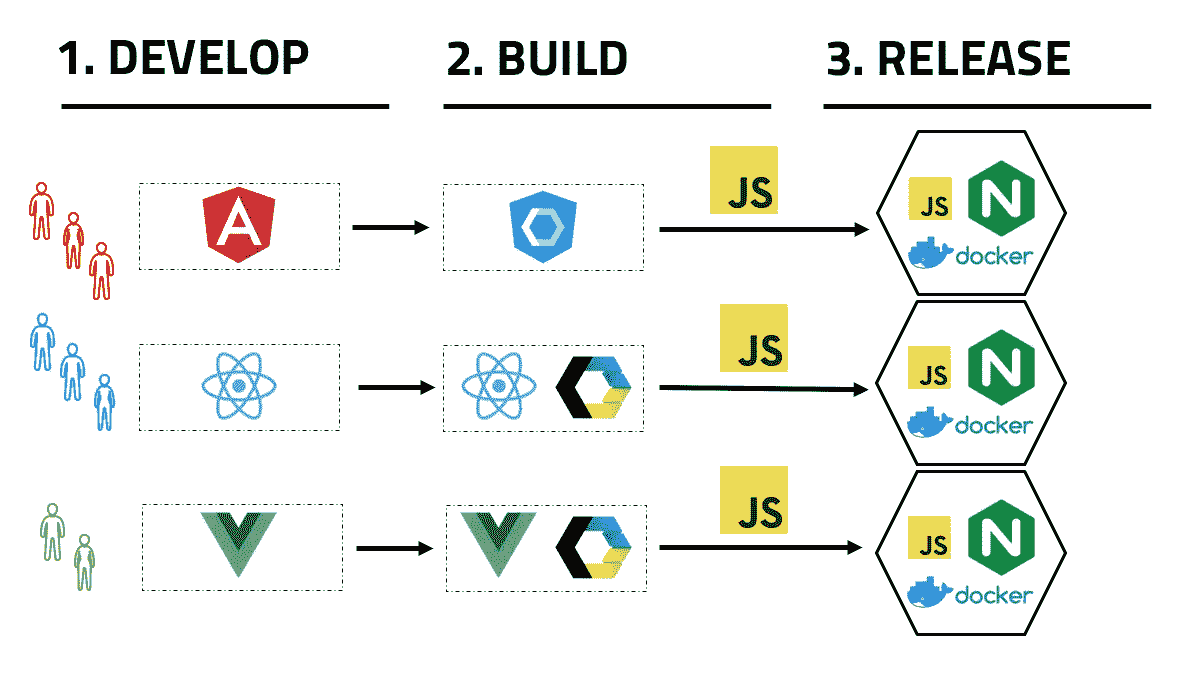 1. DEVELOP
2. BUILD
3. RELEASE
JS
JS
docker
JS
JS
docker
JS
JS
docker